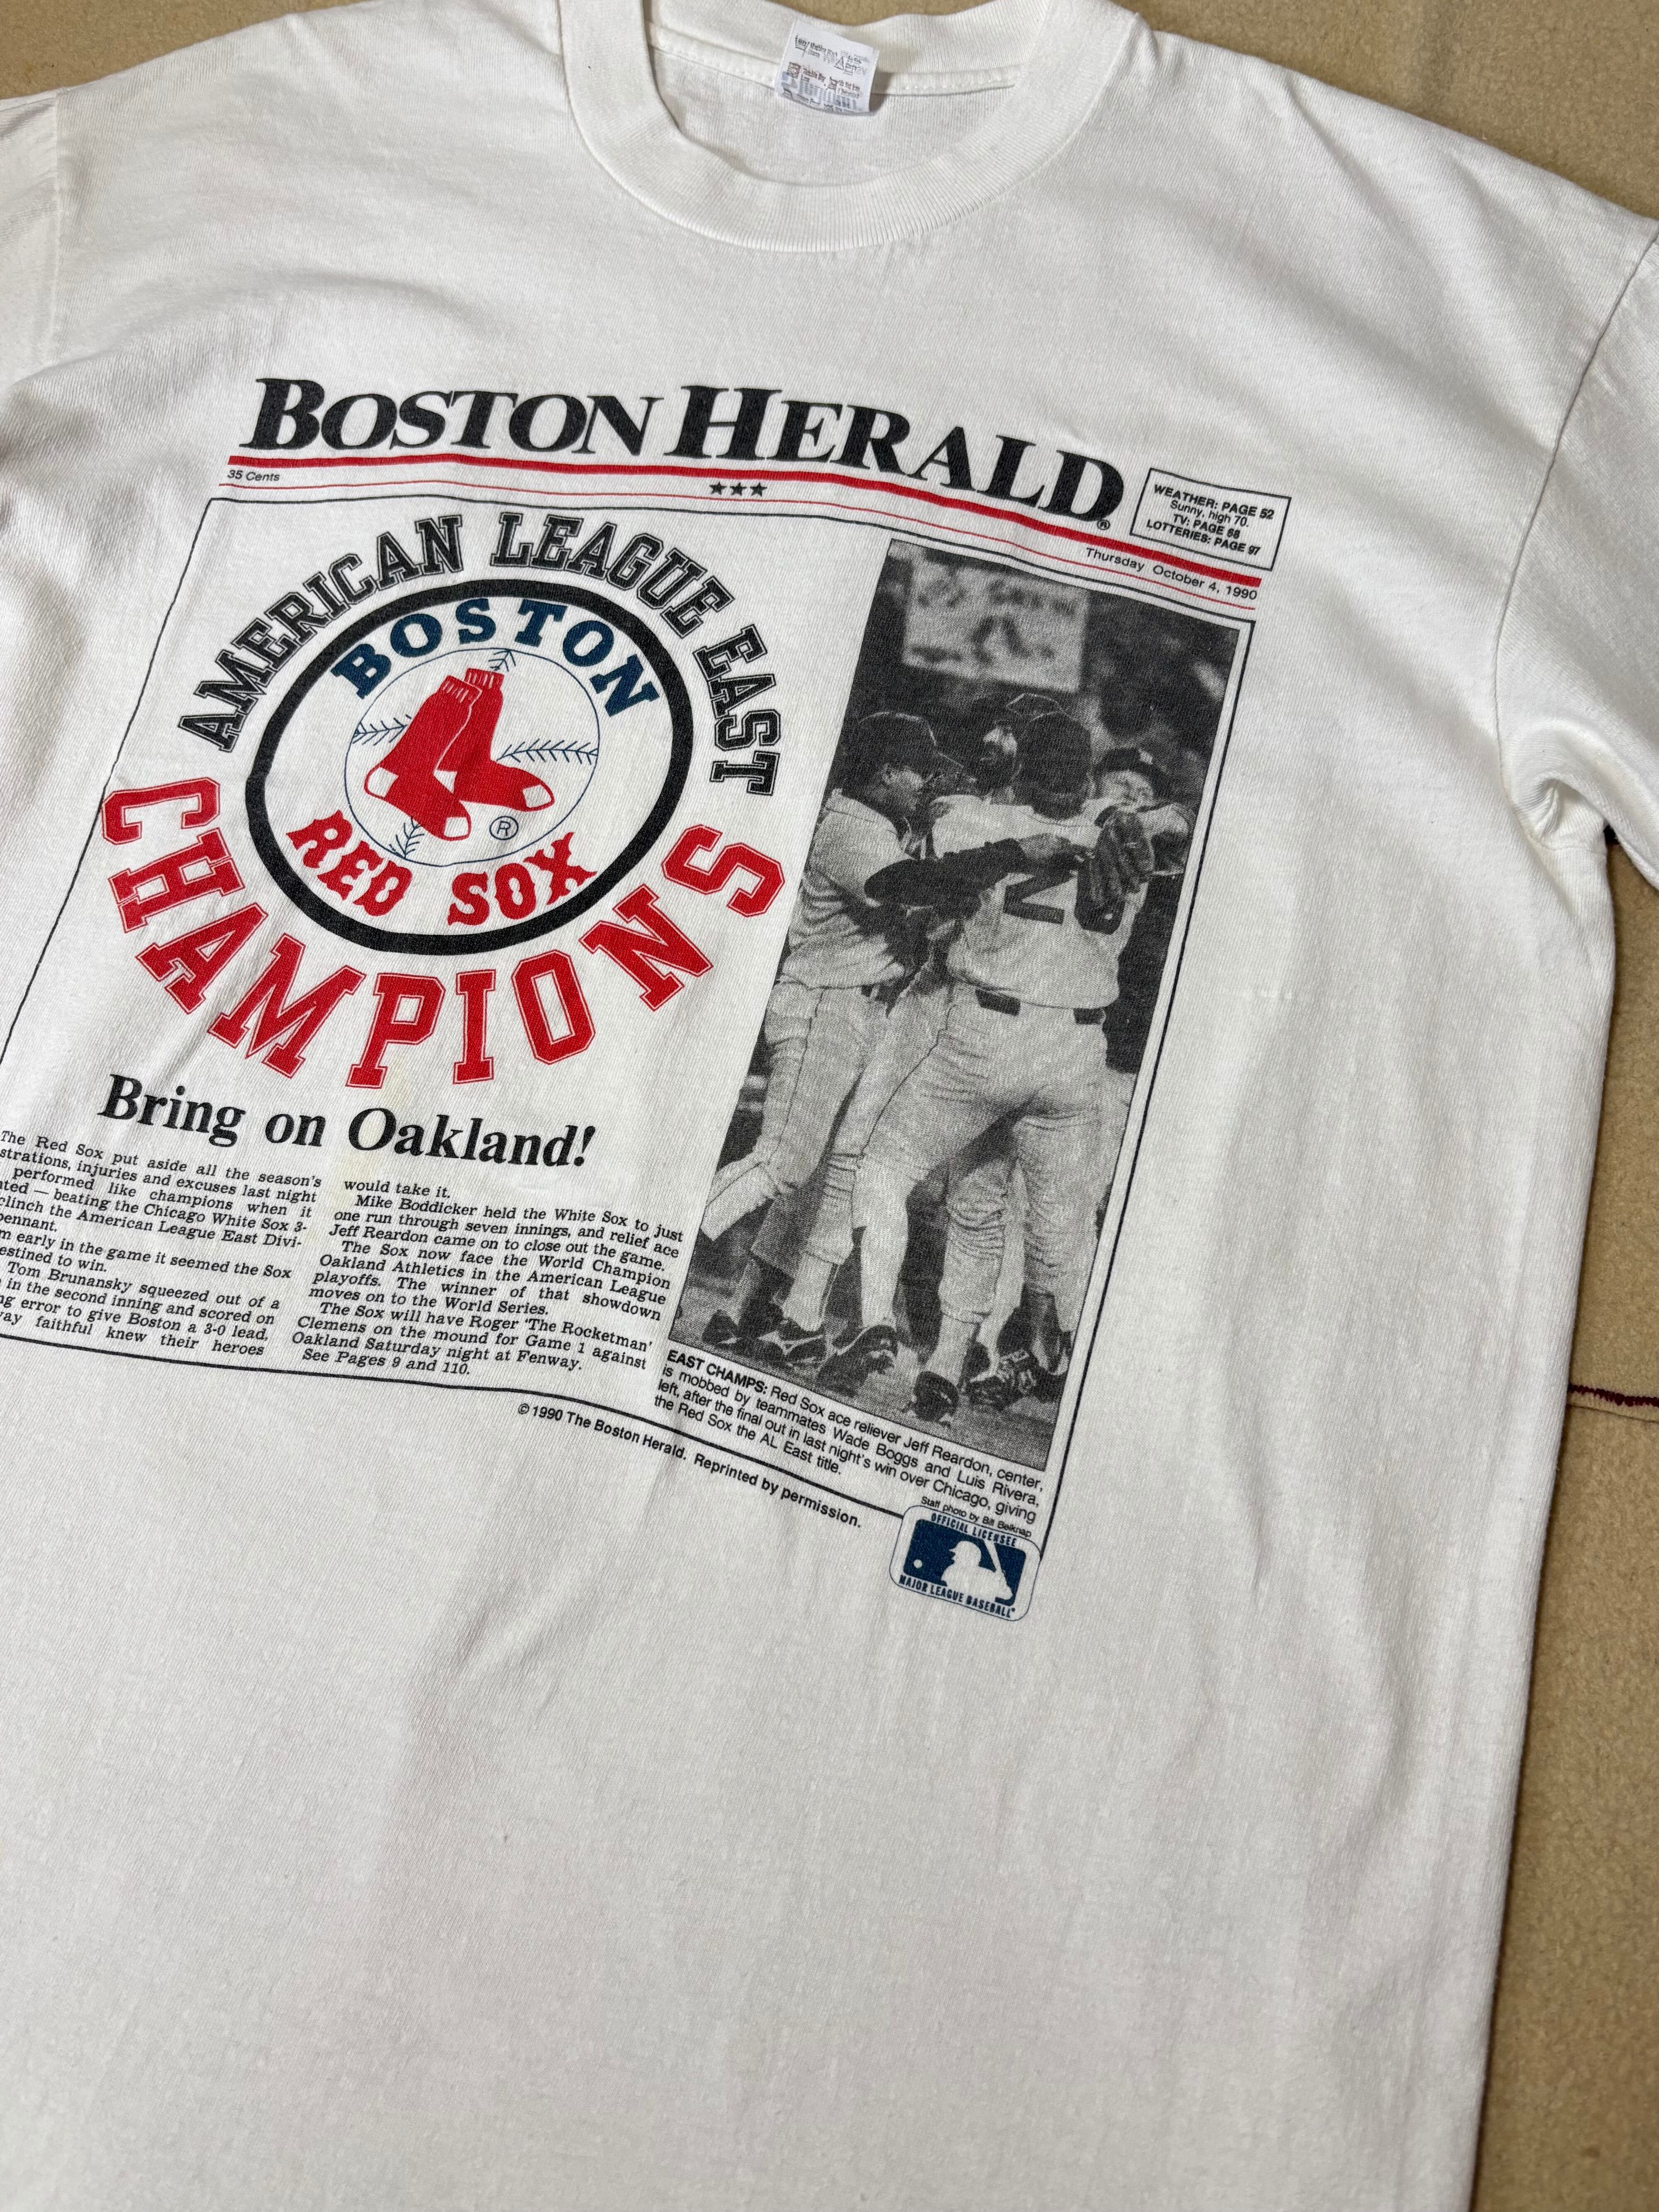 BOSTON HERALD®
35 Cents
★★★
WEATHER: PAGE 52
Sunny, high 70.
TV: PAGE 68
LOTTERIES: PAGE 97
Thursday October 4, 1990
AMERICAN LEAGUE EAST
BOSTON
RED SOX
®
CHAMPIONS
Bring on Oakland!
The Red Sox put aside all the season's
strations, injuries and excuses last night
performed like champions when it
ted — beating the Chicago White Sox 3-
clinch the American League East Divi-
pennant.
m early in the game it seemed the Sox
estined to win.
Tom Brunansky squeezed out of a
in the second inning and scored on
ng error to give Boston a 3-0 lead,
way faithful knew their heroes
would take it.
Mike Boddicker held the White Sox to just
one run through seven innings, and relief ace
Jeff Reardon came on to close out the game.
The Sox now face the World Champion
Oakland Athletics in the American League
playoffs. The winner of that showdown
moves on to the World Series.
The Sox will have Roger 'The Rocketman'
Clemens on the mound for Game 1 against
Oakland Saturday night at Fenway.
See Pages 9 and 110.
EAST CHAMPS: Red Sox ace reliever Jeff Reardon, center,
is mobbed by teammates Wade Boggs and Luis Rivera,
left, after the final out in last night's win over Chicago, giving
the Red Sox the AL East title.
Staff photo by Bill Belknap
© 1990 The Boston Herald. Reprinted by permission.
OFFICIAL LICENSEE
MAJOR LEAGUE BASEBALL